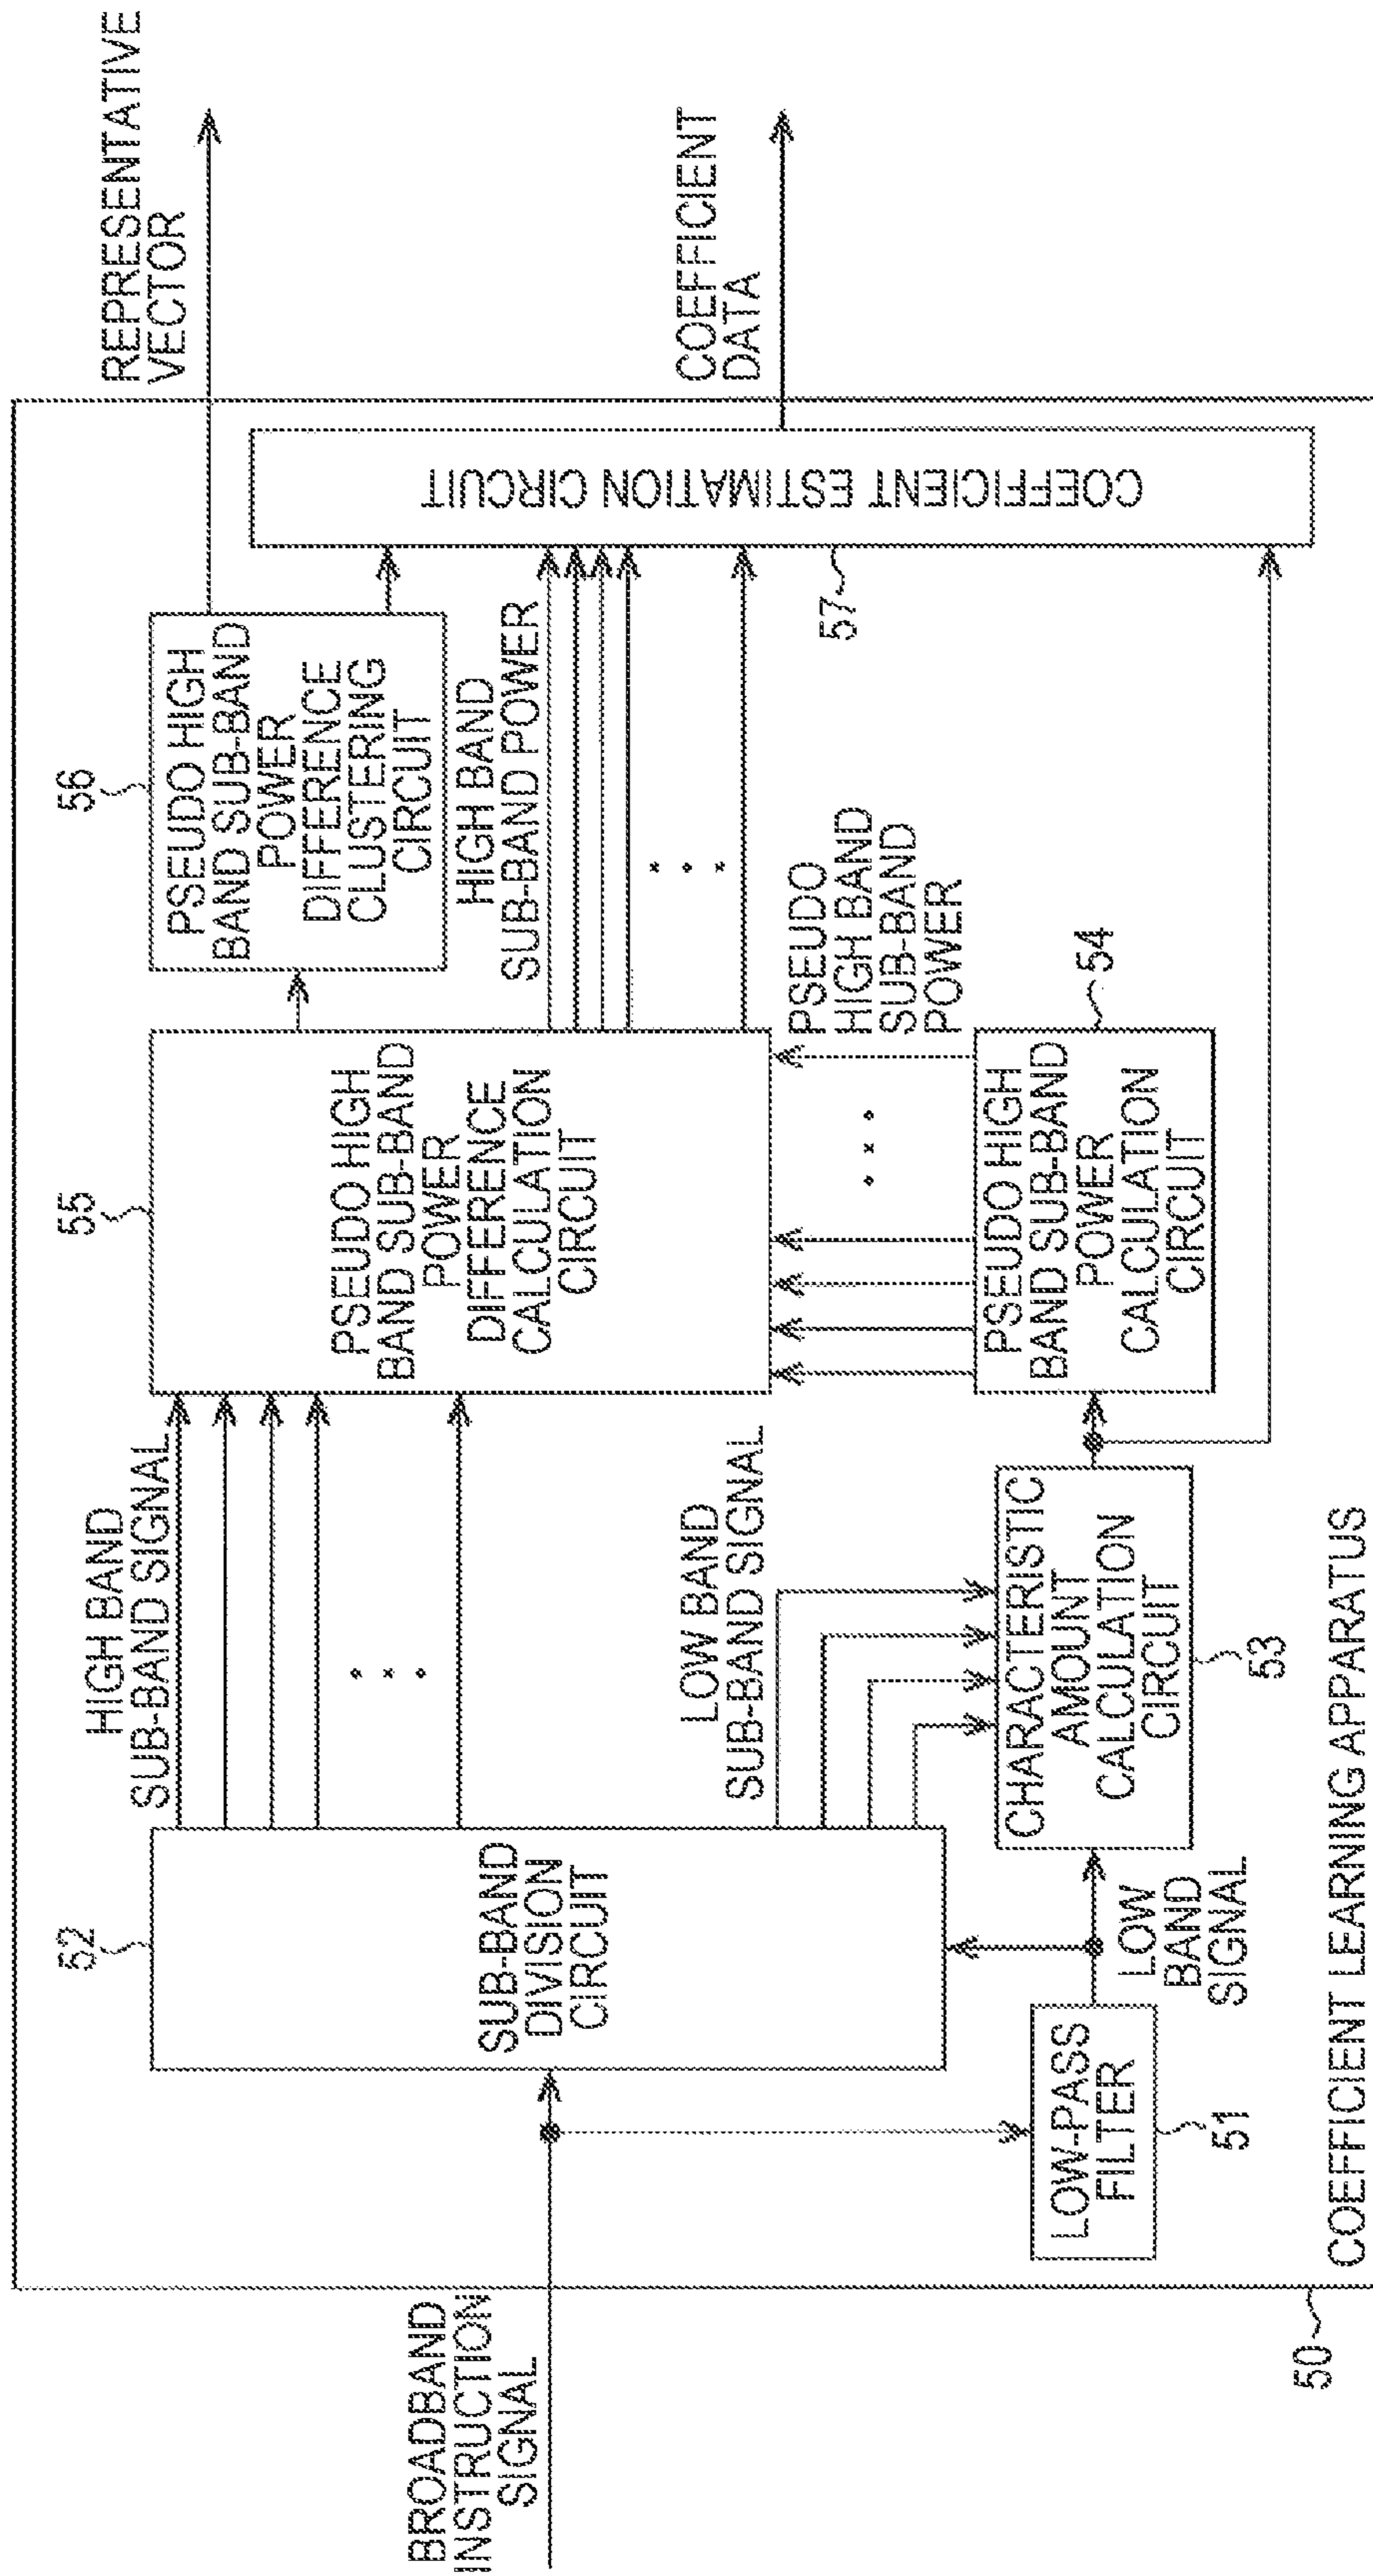 BROADBAND
INSTRUCTION
SIGNAL
50
COEFFICIENT LEARNING APPARATUS
52
SUB-BAND
DIVISION
CIRCUIT
LOW-PASS
FILTER
51
LOW
BAND
SIGNAL
HIGH BAND
SUB-BAND SIGNAL
LOW BAND
SUB-BAND SIGNAL
CHARACTERISTIC
AMOUNT
CALCULATION
CIRCUIT
53
55
PSEUDO HIGH
BAND SUB-BAND
POWER
DIFFERENCE
CALCULATION
CIRCUIT
PSEUDO
HIGH BAND
SUB-BAND
POWER
PSEUDO HIGH
BAND SUB-BAND
POWER
CALCULATION
CIRCUIT
54
56
PSEUDO HIGH
BAND SUB-BAND
POWER
DIFFERENCE
CLUSTERING
CIRCUIT
HIGH BAND
SUB-BAND POWER
COEFFICIENT ESTIMATION CIRCUIT
57
REPRESENTATIVE
VECTOR
COEFFICIENT
DATA